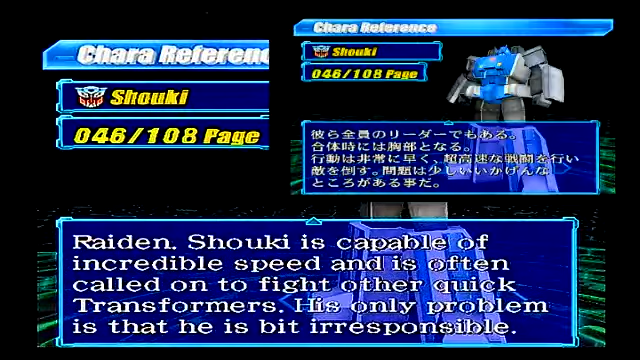 Chara Reference
Shouki
046/108 Page
Chara Reference
Shouki
046/108 Page
彼ら全員のリーダーでもある。
合体時には胸部となる。
行動は非常に早く、超高速な戦闘を行い
敵を倒す。問題は少しいいかげんな
ところがある事だ。
Raiden. Shouki is capable of
incredible speed and is often
called on to fight other quick
Transformers. His only problem
is that he is bit irresponsible.